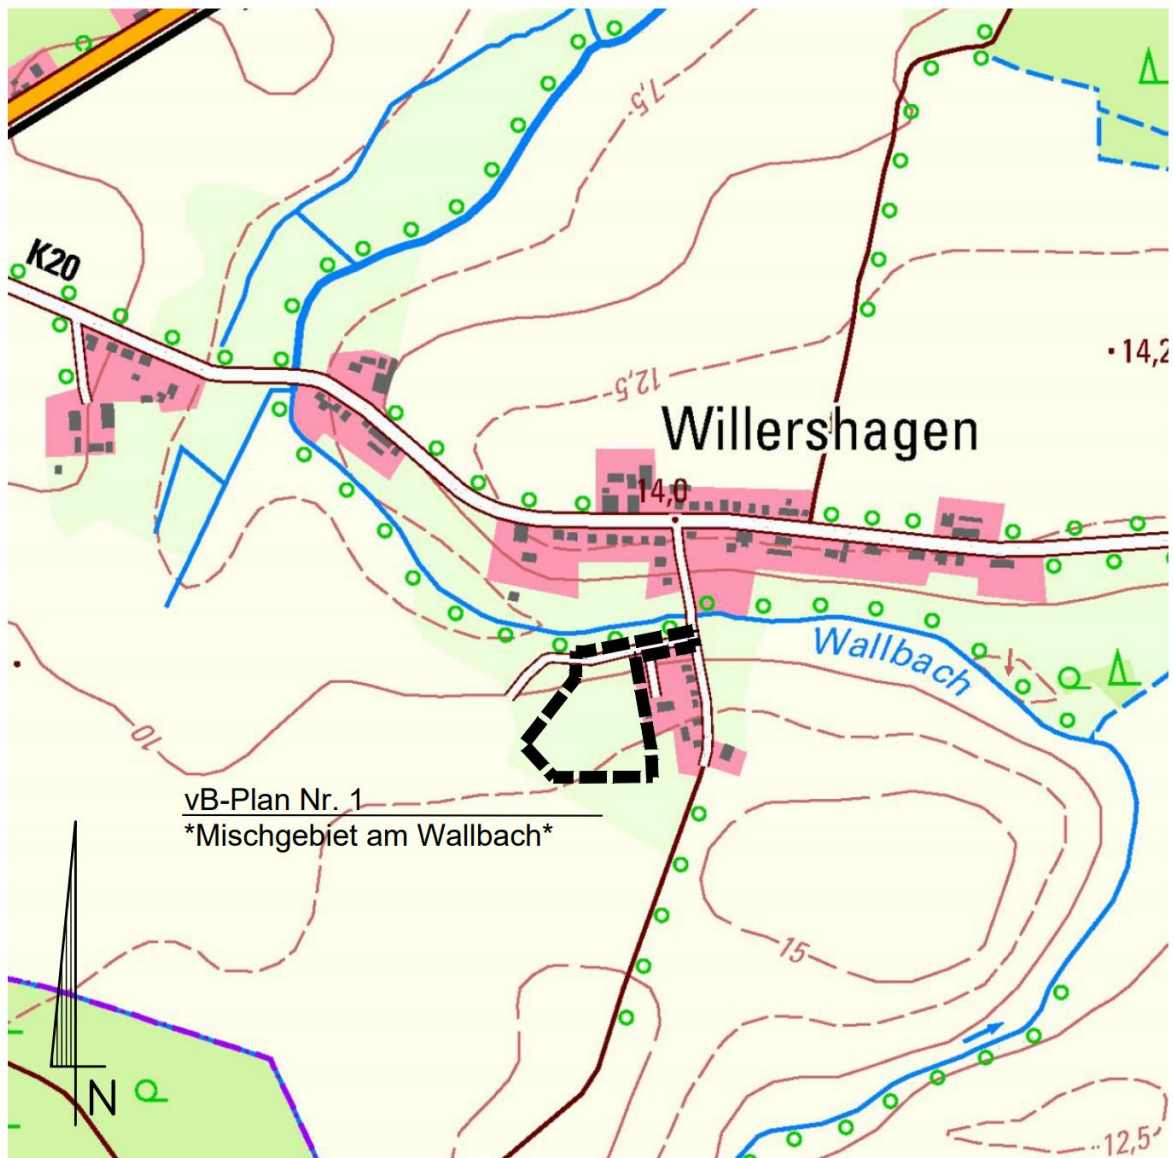 7,5
K20
14,2
12,5
Willershagen
14,0
Wallbach
10
vB-Plan Nr. 1
*Mischgebiet am Wallbach*
15
N
12,5